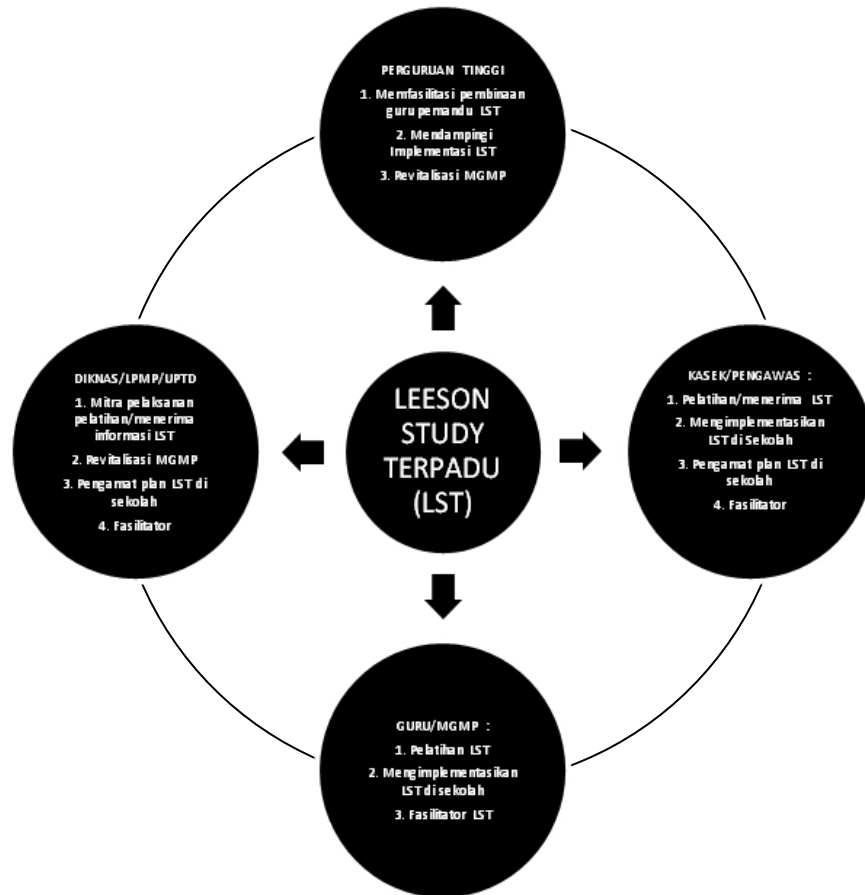 PERGURUAN TINGGI
1. Memfasilitasi pembinaan
guru pemandu LST
2. Mendampingi
Implementasi LST
3. Revitalisasi MGMP
DIKNAS/LPMP/UPTD
1. Mitra pelaksanan
pelatihan/menerima
informasi LST
2. Revitalisasi MGMP
3. Pengamat plan LST di
sekolah
4. Fasilitator
LEESON
STUDY
TERPADU
(LST)
KASEK/PENGAWAS :
1. Pelatihan/menerima LST
2. Mengimplementasikan
LST di Sekolah
3. Pengamat plan LST di
sekolah
4. Fasilitator
GURU/MGMP :
1. Pelatihan LST
2. Mengimplementasikan
LST di sekolah
3. Fasilitator LST